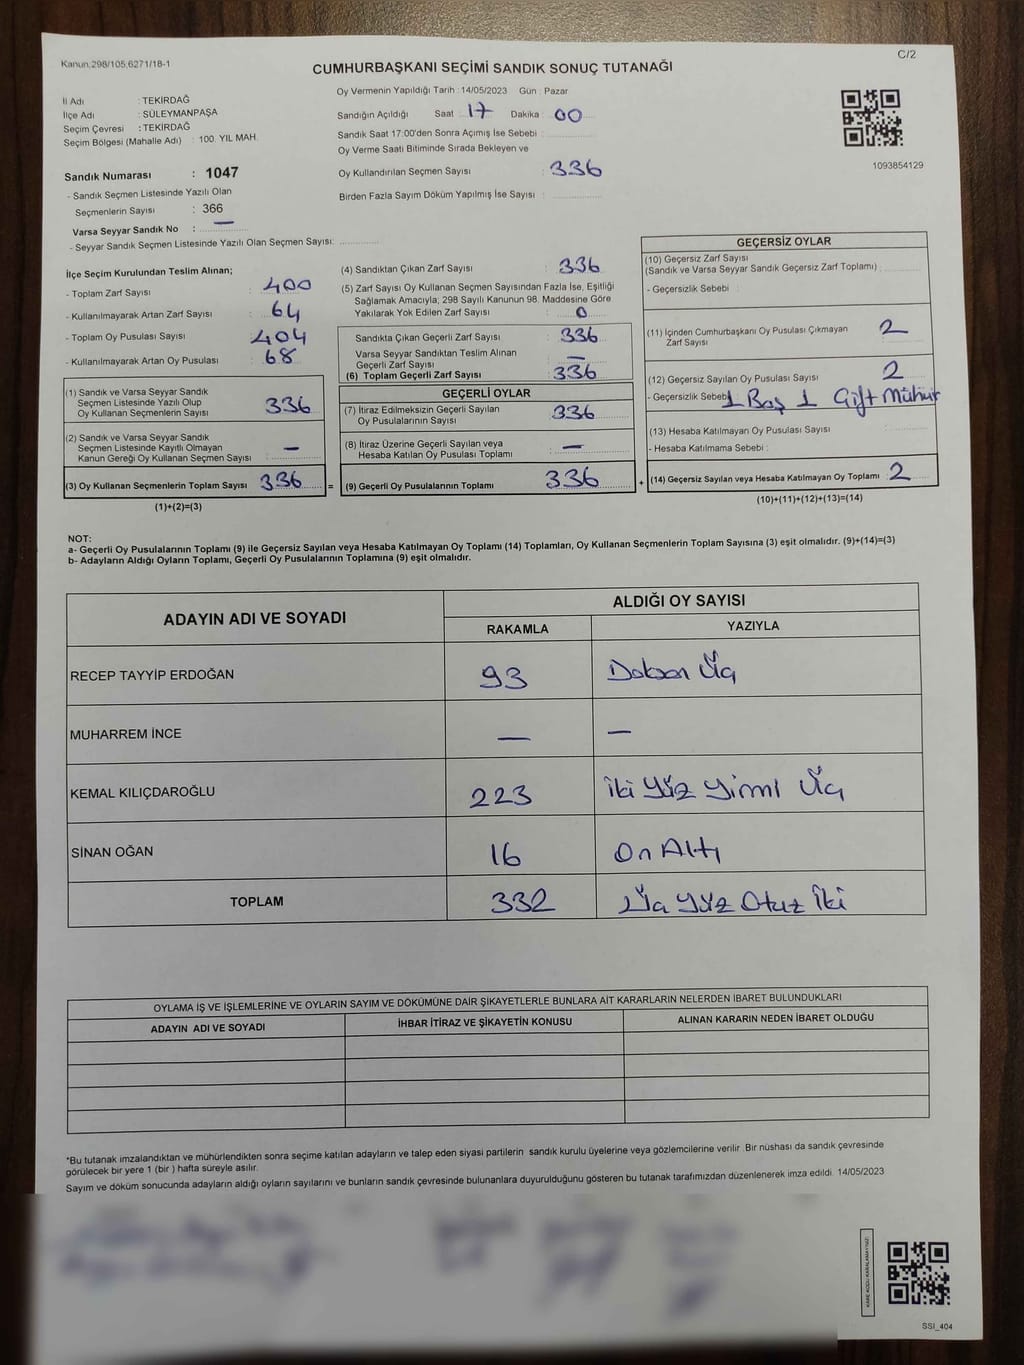 Kanun;298/105,6271/18-1
C/2
CUMHURBAŞKANI SEÇİMİ SANDIK SONUÇ TUTANAĞI
İl Adı : TEKİRDAĞ
İlçe Adı : SÜLEYMANPAŞA
Seçim Çevresi : TEKİRDAĞ
Seçim Bölgesi (Mahalle Adı) : 100. YIL MAH.
Oy Vermenin Yapıldığı Tarih : 14/05/2023 Gün : Pazar
Sandığın Açıldığı Saat 17 Dakika 00
Sandık Saat 17:00'den Sonra Açımış İse Sebebi :
Oy Verme Saati Bitiminde Sırada Bekleyen ve
Oy Kullandırılan Seçmen Sayısı : 336
Birden Fazla Sayım Döküm Yapılmış İse Sayısı :
1093854129
Sandık Numarası : 1047
- Sandık Seçmen Listesinde Yazılı Olan
Seçmenlerin Sayısı : 366
Varsa Seyyar Sandık No : —
- Seyyar Sandık Seçmen Listesinde Yazılı Olan Seçmen Sayısı:
İlçe Seçim Kurulundan Teslim Alınan;
- Toplam Zarf Sayısı : 400
- Kullanılmayarak Artan Zarf Sayısı : 64
- Toplam Oy Pusulası Sayısı : 404
- Kullanılmayarak Artan Oy Pusulası : 68
(4) Sandıktan Çıkan Zarf Sayısı : 336
(5) Zarf Sayısı Oy Kullanan Seçmen Sayısından Fazla İse, Eşitliği
Sağlamak Amacıyla; 298 Sayılı Kanunun 98. Maddesine Göre
Yakılarak Yok Edilen Zarf Sayısı : 0
Sandıkta Çıkan Geçerli Zarf Sayısı : 336
Varsa Seyyar Sandıktan Teslim Alınan
Geçerli Zarf Sayısı : —
(6) Toplam Geçerli Zarf Sayısı : 336
GEÇERSİZ OYLAR
(10) Geçersiz Zarf Sayısı
(Sandık ve Varsa Seyyar Sandık Geçersiz Zarf Toplamı) :
- Geçersizlik Sebebi :
(11) İçinden Cumhurbaşkanı Oy Pusulası Çıkmayan
Zarf Sayısı : 2
(12) Geçersiz Sayılan Oy Pusulası Sayısı : 2
- Geçersizlik Sebebi 1 Boş 1 Çift Mühür
(13) Hesaba Katılmayan Oy Pusulası Sayısı :
- Hesaba Katılmama Sebebi :
(14) Geçersiz Sayılan veya Hesaba Katılmayan Oy Toplamı : 2
(10)+(11)+(12)+(13)=(14)
(1) Sandık ve Varsa Seyyar Sandık
Seçmen Listesinde Yazılı Olup
Oy Kullanan Seçmenlerin Sayısı : 336
(2) Sandık ve Varsa Seyyar Sandık
Seçmen Listesinde Kayıtlı Olmayan
Kanun Gereği Oy Kullanan Seçmen Sayısı : —
(3) Oy Kullanan Seçmenlerin Toplam Sayısı : 336 =
(1)+(2)=(3)
GEÇERLİ OYLAR
(7) İtiraz Edilmeksizin Geçerli Sayılan
Oy Pusulalarının Sayısı : 336
(8) İtiraz Üzerine Geçerli Sayılan veya
Hesaba Katılan Oy Pusulası Toplamı : —
(9) Geçerli Oy Pusulalarının Toplamı : 336 +
NOT:
a- Geçerli Oy Pusulalarının Toplamı (9) ile Geçersiz Sayılan veya Hesaba Katılmayan Oy Toplamı (14) Toplamları, Oy Kullanan Seçmenlerin Toplam Sayısına (3) eşit olmalıdır. (9)+(14)=(3)
b- Adayların Aldığı Oyların Toplamı, Geçerli Oy Pusulalarının Toplamına (9) eşit olmalıdır.
ADAYIN ADI VE SOYADI
ALDIĞI OY SAYISI
RAKAMLA YAZIYLA
RECEP TAYYİP ERDOĞAN 93 Doksan Üç
MUHARREM İNCE — —
KEMAL KILIÇDAROĞLU 223 İki Yüz Yirmi Üç
SİNAN OĞAN 16 On Altı
TOPLAM 332 Üç Yüz Otuz İki
OYLAMA İŞ VE İŞLEMLERİNE VE OYLARIN SAYIM VE DÖKÜMÜNE DAİR ŞİKAYETLERLE BUNLARA AİT KARARLARIN NELERDEN İBARET BULUNDUKLARI
ADAYIN ADI VE SOYADI İHBAR İTİRAZ VE ŞİKAYETİN KONUSU ALINAN KARARIN NEDEN İBARET OLDUĞU
*Bu tutanak imzalandıktan ve mühürlendikten sonra seçime katılan adayların ve talep eden siyasi partilerin sandık kurulu üyelerine veya gözlemcilerine verilir .Bir nüshası da sandık çevresinde
görülecek bir yere 1 (bir ) hafta süreyle asılır.
Sayım ve döküm sonucunda adayların aldığı oyların sayılarını ve bunların sandık çevresinde bulunanlara duyurulduğunu gösteren bu tutanak tarafımızdan düzenlenerek imza edildi. 14/05/2023
KARE KODU KARALAMAYINIZ!
SSI_404